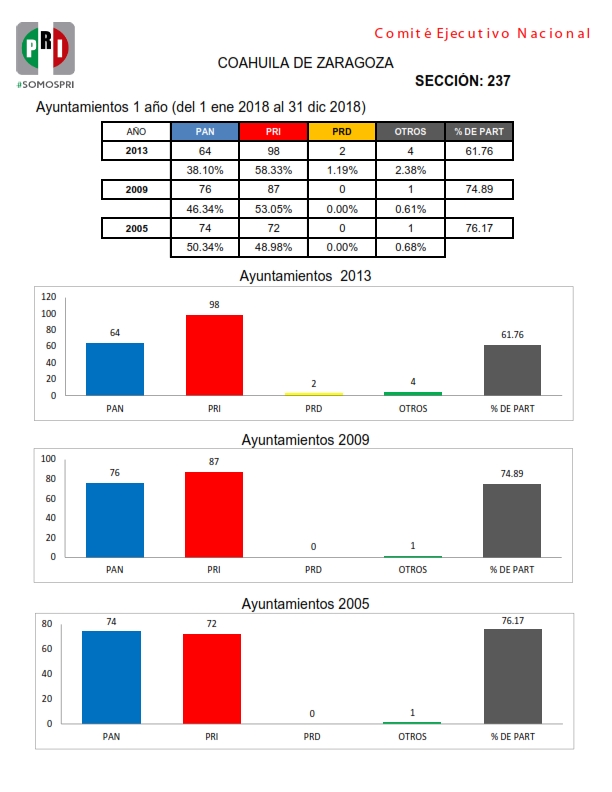 Comité Ejecutivo Nacional
PRI
#SOMOSPRI
COAHUILA DE ZARAGOZA
SECCIÓN: 237
Ayuntamientos 1 año (del 1 ene 2018 al 31 dic 2018)
AÑO PAN PRI PRD OTROS % DE PART
2013 64 98 2 4 61.76
38.10% 58.33% 1.19% 2.38%
2009 76 87 0 1 74.89
46.34% 53.05% 0.00% 0.61%
2005 74 72 0 1 76.17
50.34% 48.98% 0.00% 0.68%
Ayuntamientos 2013
120
100
80
60
40
20
0
64 98 2 4 61.76
PAN PRI PRD OTROS % DE PART
Ayuntamientos 2009
100
80
60
40
20
0
76 87 0 1 74.89
PAN PRI PRD OTROS % DE PART
Ayuntamientos 2005
80
60
40
20
0
74 72 0 1 76.17
PAN PRI PRD OTROS % DE PART